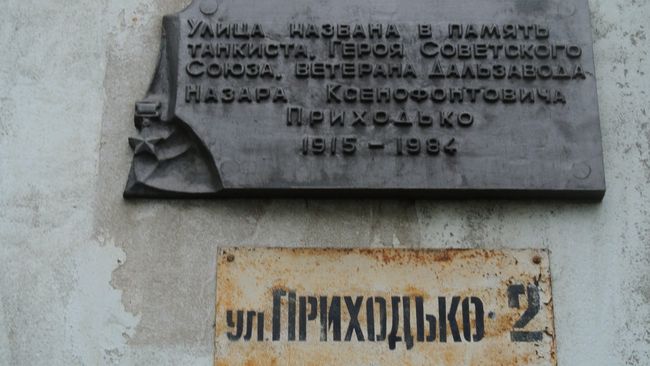 Улица названа в память
танкиста, Героя Советского
Союза, ветерана Дальзавода
Назара Ксенофонтовича
Приходько
1915 – 1984
ул. ПРИХОДЬКО · 2